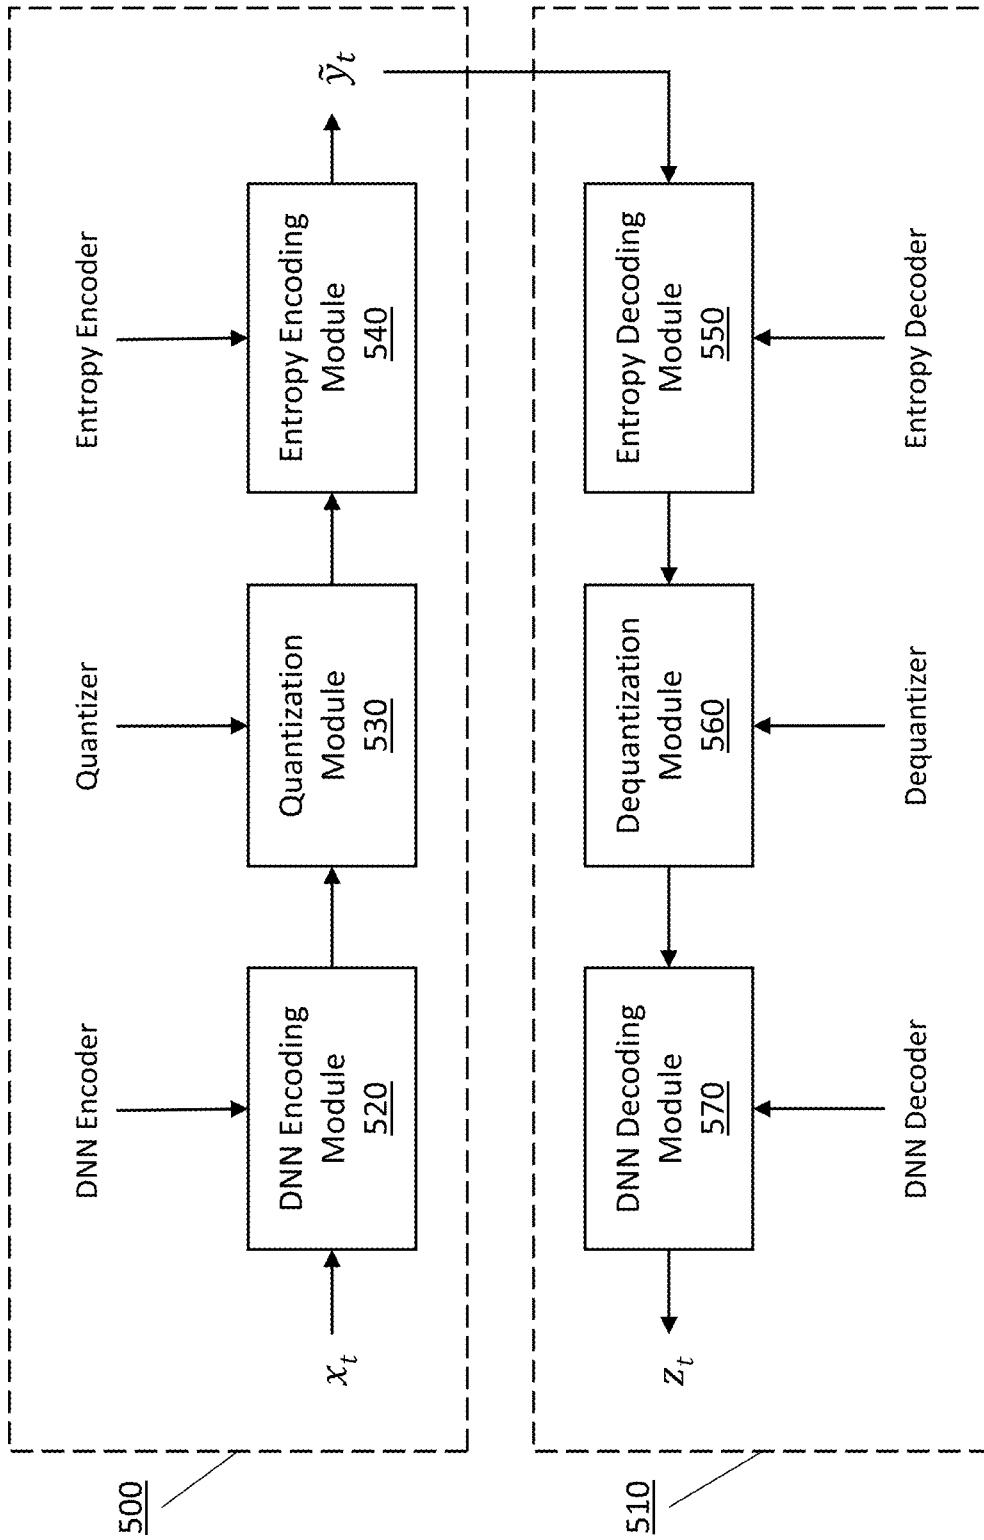 500
DNN Encoder
Quantizer
Entropy Encoder
x_t
DNN Encoding
Module
520
Quantization
Module
530
Entropy Encoding
Module
540
ỹ_t
510
z_t
DNN Decoding
Module
570
Dequantization
Module
560
Entropy Decoding
Module
550
DNN Decoder
Dequantizer
Entropy Decoder